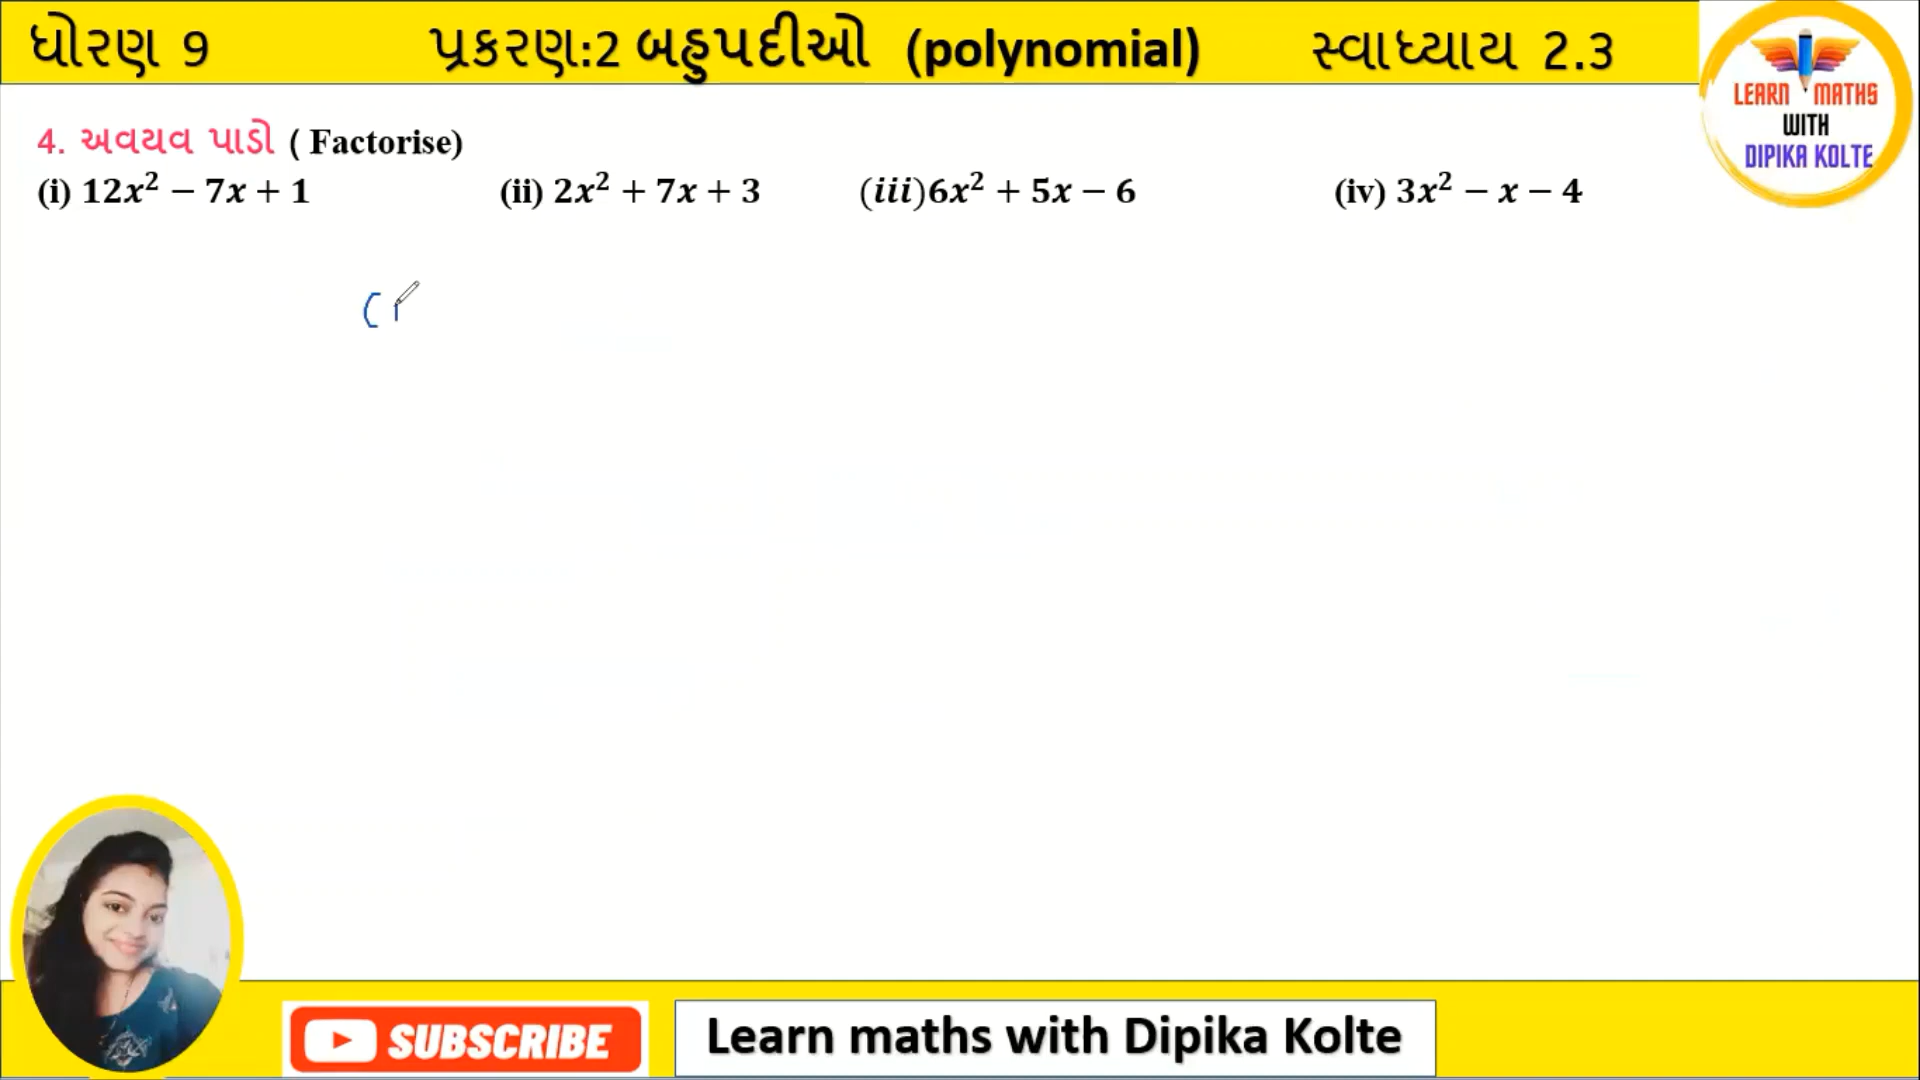 ધોરણ 9 પ્રકરણ:2 બહુપદીઓ (polynomial) સ્વાધ્યાય 2.3
LEARN MATHS
WITH
DIPIKA KOLTE
4. અવયવ પાડો ( Factorise)
(i) 12x² − 7x + 1 (ii) 2x² + 7x + 3 (iii)6x² + 5x − 6 (iv) 3x² − x − 4
(i
SUBSCRIBE
Learn maths with Dipika Kolte